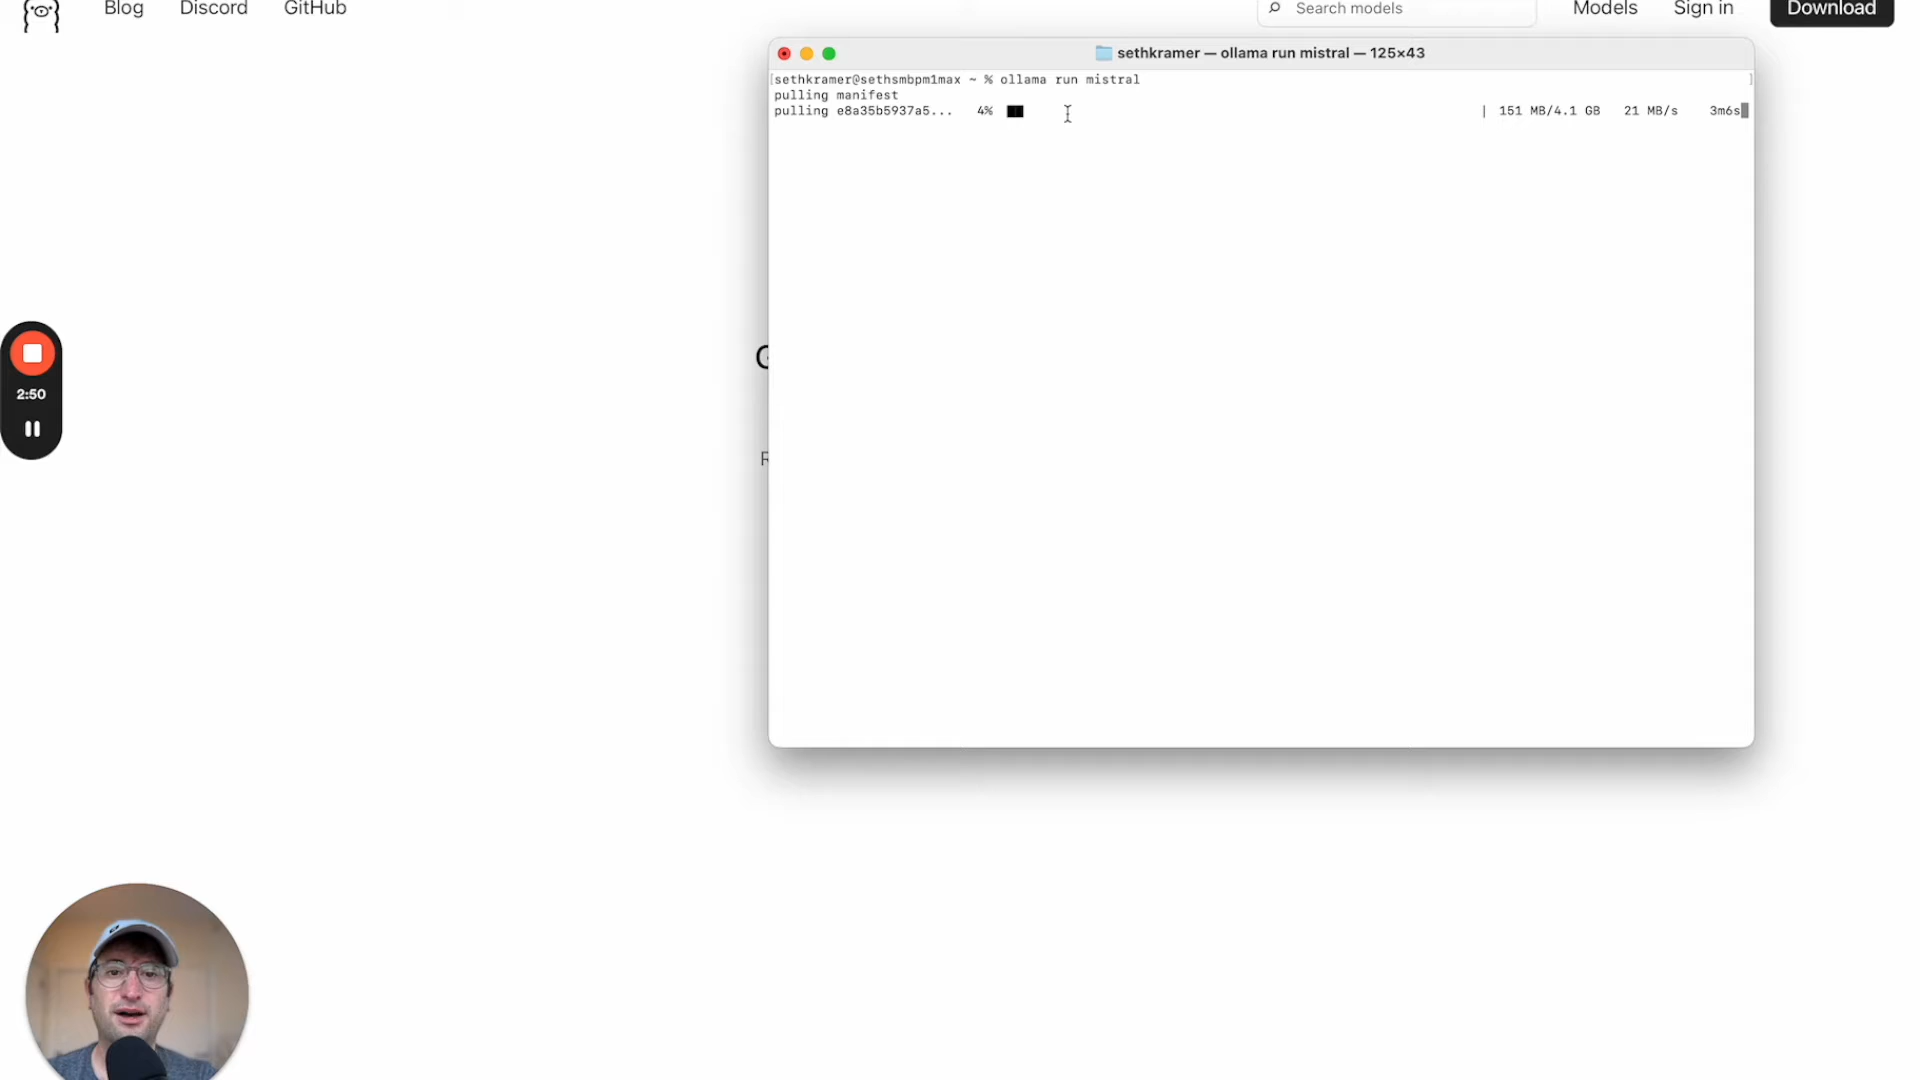 Blog Discord GitHub Search models Models Sign in Download
sethkramer — ollama run mistral — 125×43
[sethkramer@sethsmbpm1max ~ % ollama run mistral ]
pulling manifest
pulling e8a35b5937a5... 4% | 151 MB/4.1 GB 21 MB/s 3m6s
2:50
R